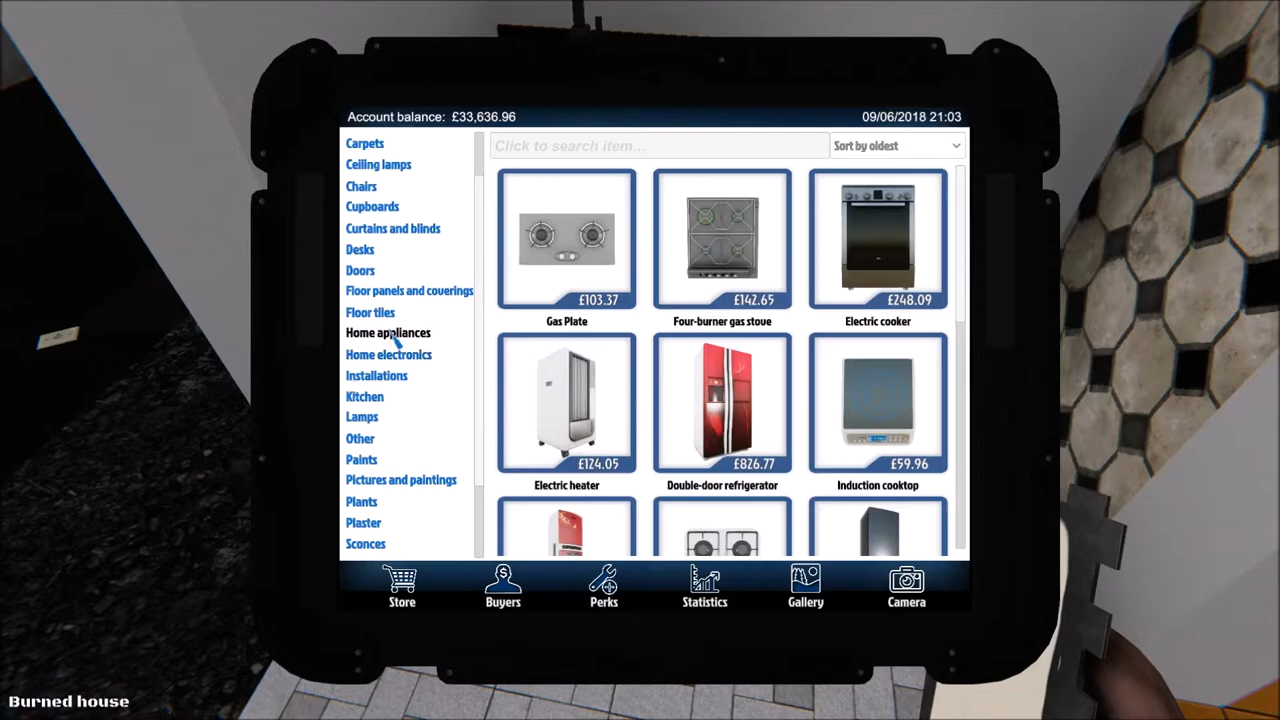 Account balance: £33,636.96
09/06/2018 21:03
Carpets
Ceiling lamps
Chairs
Cupboards
Curtains and blinds
Desks
Doors
Floor panels and coverings
Floor tiles
Home appliances
Home electronics
Installations
Kitchen
Lamps
Other
Paints
Pictures and paintings
Plants
Plaster
Sconces
Click to search item...
Sort by oldest
£103.37
£142.65
£248.09
Gas Plate
Four-burner gas stove
Electric cooker
£124.05
£826.77
£59.96
Electric heater
Double-door refrigerator
Induction cooktop
Store
Buyers
Perks
Statistics
Gallery
Camera
Burned house